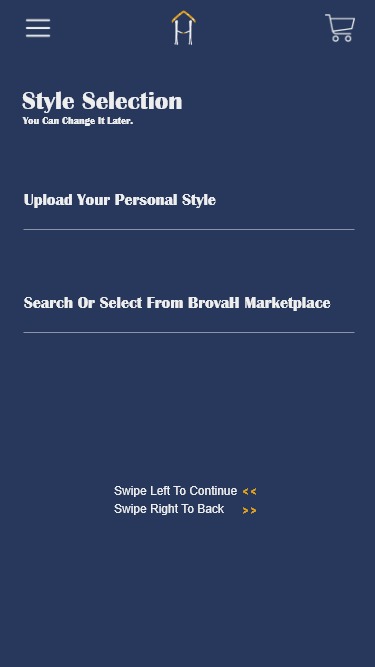 Style Selection
You Can Change It Later.
Upload Your Personal Style
Search Or Select From BrovaH Marketplace
Swipe Left To Continue <<
Swipe Right To Back >>